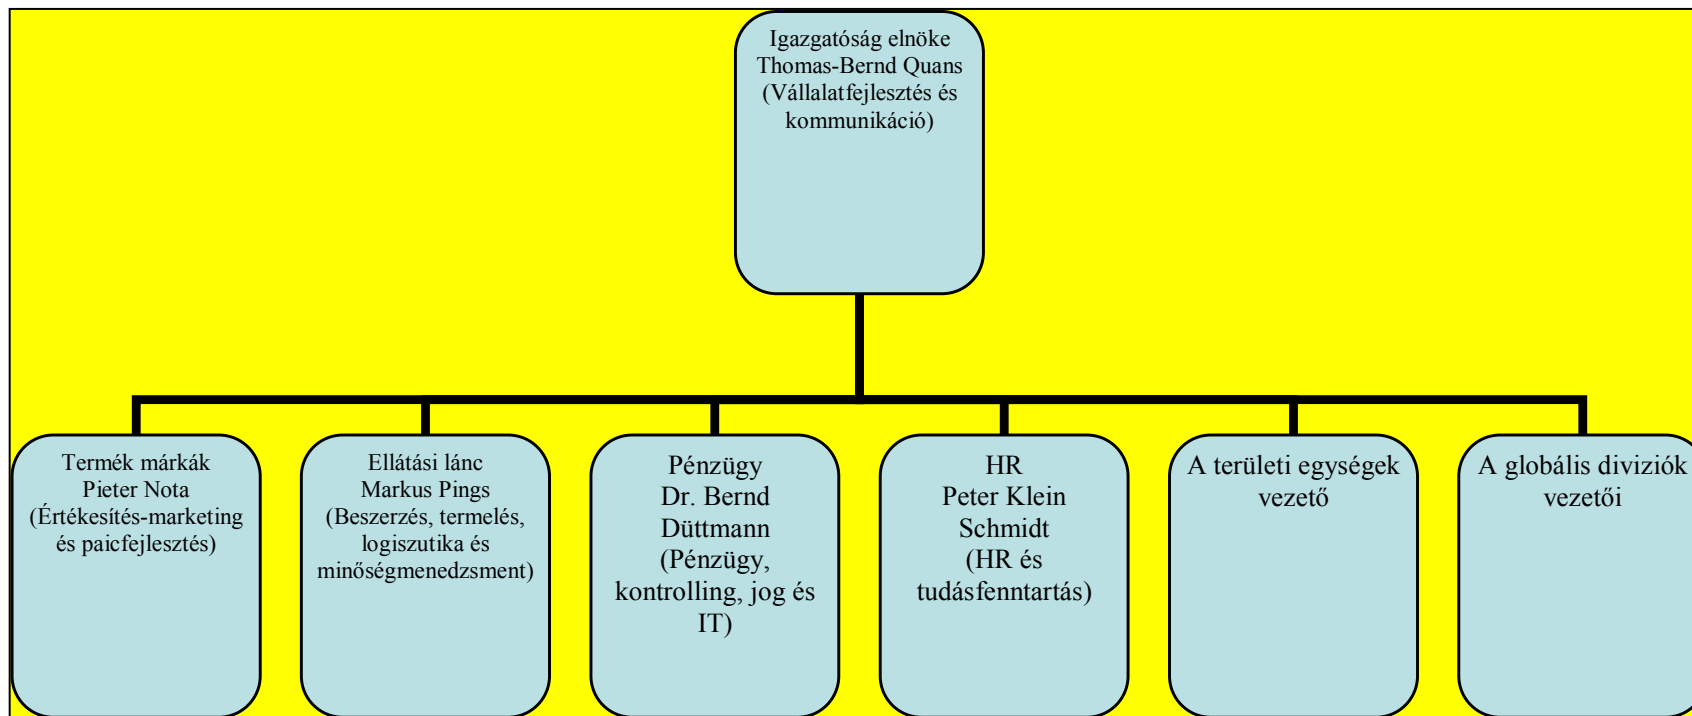 Igazgatóság elnöke
Thomas-Bernd Quans
(Vállalatfejlesztés és
kommunikáció)
Termék márkák
Pieter Nota
(Értékesítés-marketing
és paicfejlesztés)
Ellátási lánc
Markus Pings
(Beszerzés, termelés,
logiszutika és
minőségmenedzsment)
Pénzügy
Dr. Bernd
Düttmann
(Pénzügy,
kontrolling, jog és
IT)
HR
Peter Klein
Schmidt
(HR és
tudásfenntartás)
A területi egységek
vezető
A globális diviziók
vezetői